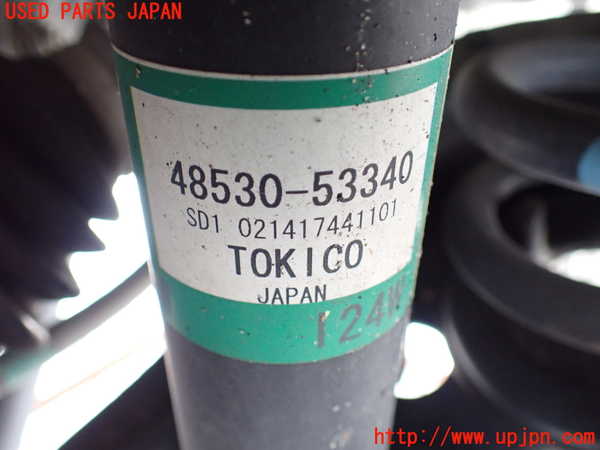 USED PARTS JAPAN
48530-53340
SD1 021417441101
TOKICO
JAPAN
124W
http://www.upjpn.com/